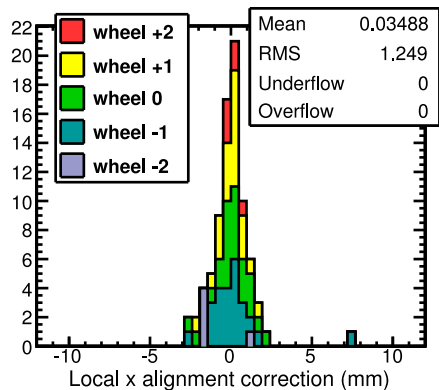 22
20
18
16
14
12
10
8
6
4
2
0
wheel +2
wheel +1
wheel 0
wheel -1
wheel -2
Mean 0.03488
RMS 1.249
Underflow 0
Overflow 0
-10 -5 0 5 10
Local x alignment correction (mm)